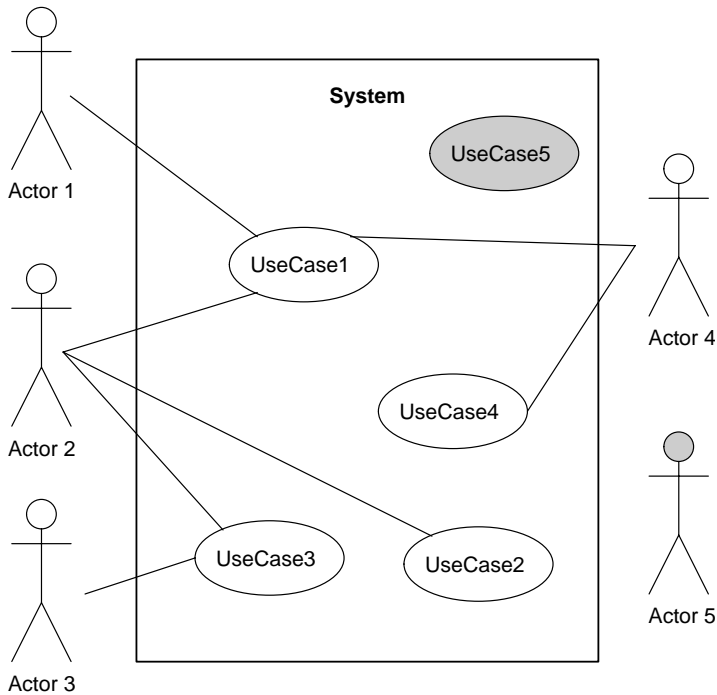 System
UseCase5
Actor 1
UseCase1
Actor 4
UseCase4
Actor 2
UseCase3
UseCase2
Actor 5
Actor 3